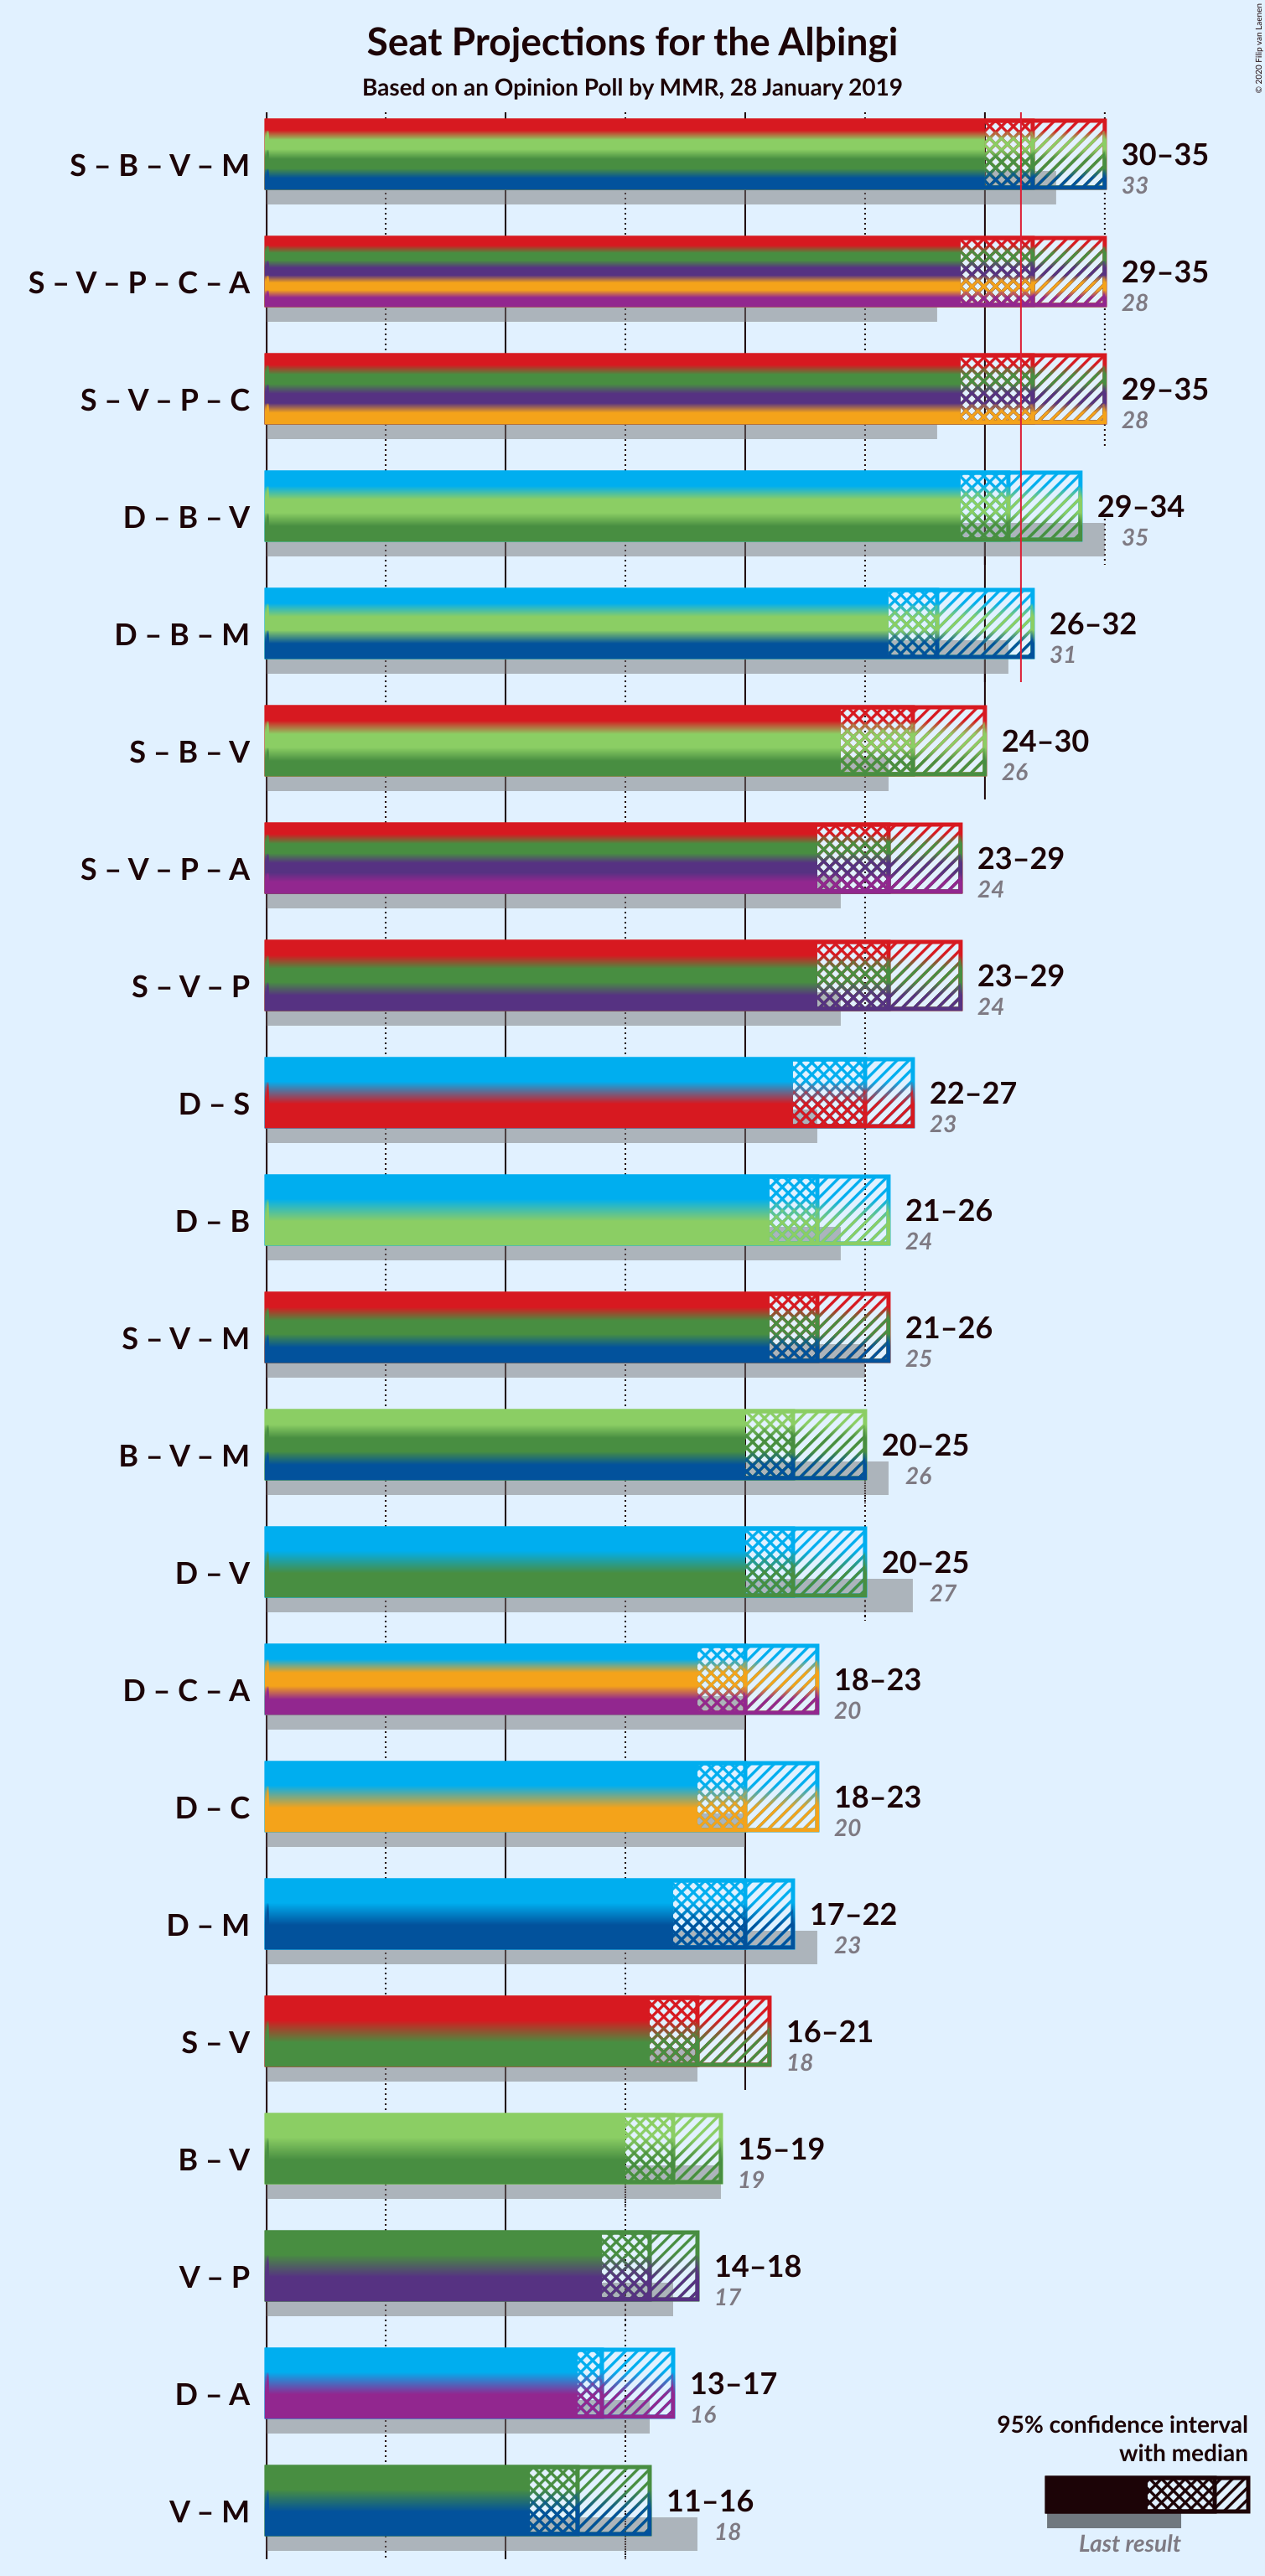 Seat Projections for the Alþingi
Based on an Opinion Poll by MMR, 28 January 2019
© 2020 Filip van Laenen
S – B – V – M
30–35
33
S – V – P – C – A
29–35
28
S – V – P – C
29–35
28
D – B – V
29–34
35
D – B – M
26–32
31
S – B – V
24–30
26
S – V – P – A
23–29
24
S – V – P
23–29
24
D – S
22–27
23
D – B
21–26
24
S – V – M
21–26
25
B – V – M
20–25
26
D – V
20–25
27
D – C – A
18–23
20
D – C
18–23
20
D – M
17–22
23
S – V
16–21
18
B – V
15–19
19
V – P
14–18
17
D – A
13–17
16
V – M
11–16
18
95% confidence interval
with median
Last result